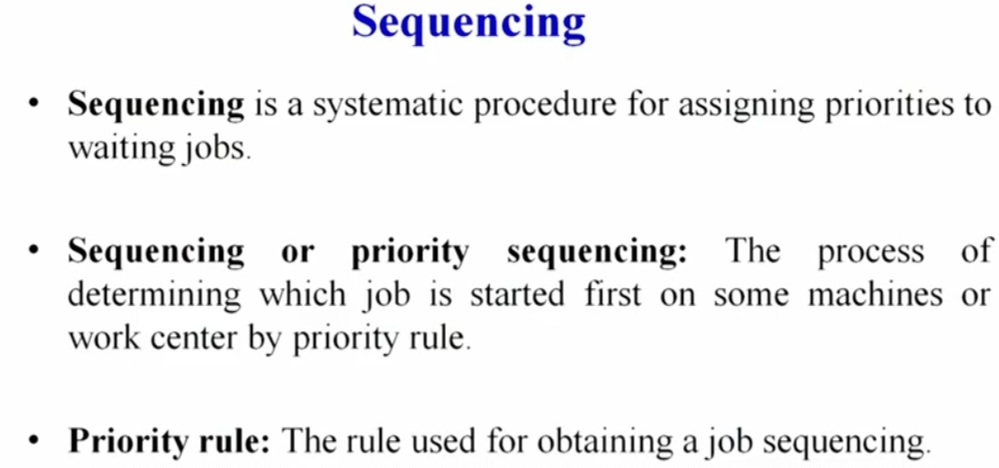 Sequencing
• Sequencing is a systematic procedure for assigning priorities to
waiting jobs.
• Sequencing or priority sequencing: The process of
determining which job is started first on some machines or
work center by priority rule.
• Priority rule: The rule used for obtaining a job sequencing.